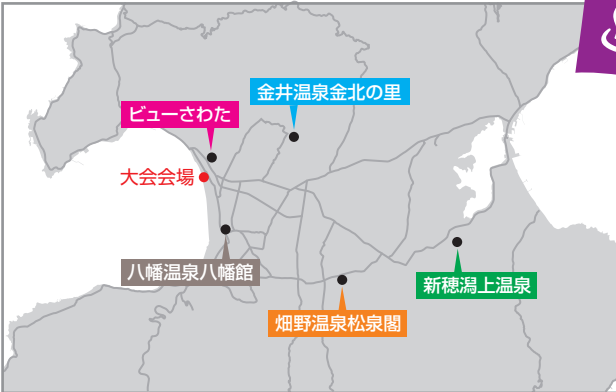 金井温泉金北の里
ビューさわた
大会会場
八幡温泉八幡館
新穂潟上温泉
畑野温泉松泉閣